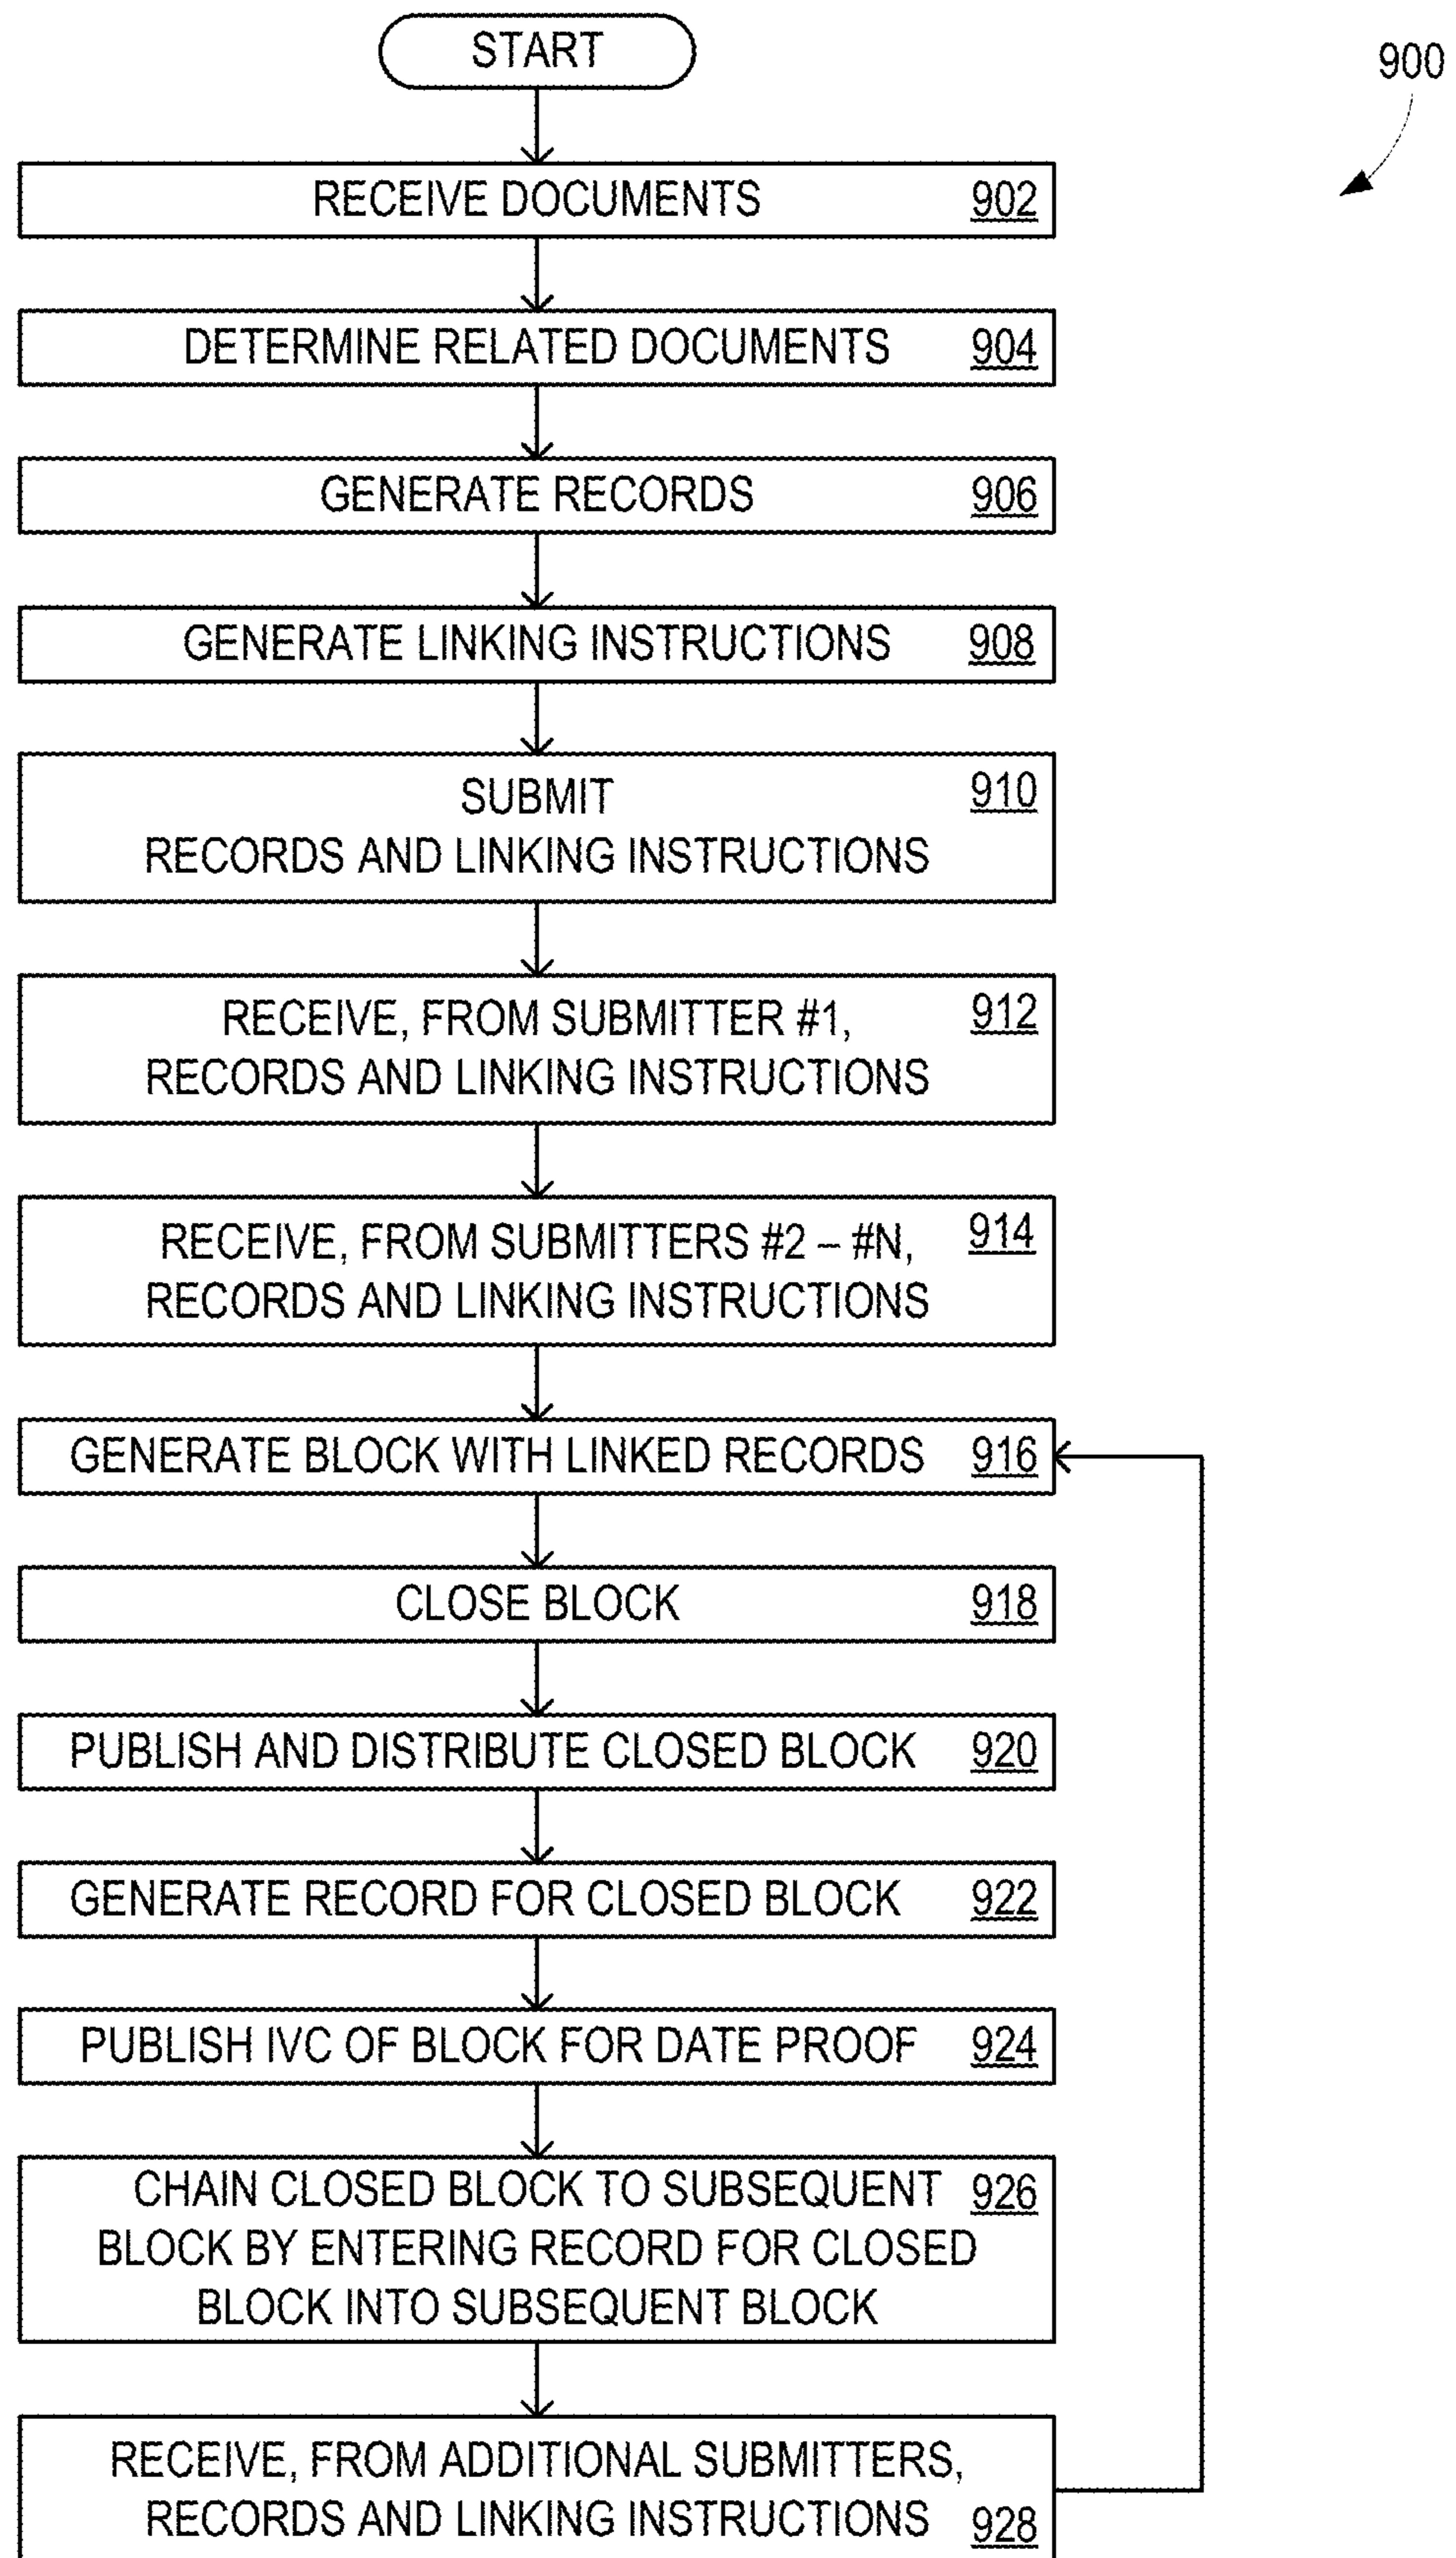 START
900
RECEIVE DOCUMENTS 902
DETERMINE RELATED DOCUMENTS 904
GENERATE RECORDS 906
GENERATE LINKING INSTRUCTIONS 908
SUBMIT 910
RECORDS AND LINKING INSTRUCTIONS
RECEIVE, FROM SUBMITTER #1, 912
RECORDS AND LINKING INSTRUCTIONS
RECEIVE, FROM SUBMITTERS #2 – #N, 914
RECORDS AND LINKING INSTRUCTIONS
GENERATE BLOCK WITH LINKED RECORDS 916
CLOSE BLOCK 918
PUBLISH AND DISTRIBUTE CLOSED BLOCK 920
GENERATE RECORD FOR CLOSED BLOCK 922
PUBLISH IVC OF BLOCK FOR DATE PROOF 924
CHAIN CLOSED BLOCK TO SUBSEQUENT 926
BLOCK BY ENTERING RECORD FOR CLOSED
BLOCK INTO SUBSEQUENT BLOCK
RECEIVE, FROM ADDITIONAL SUBMITTERS,
RECORDS AND LINKING INSTRUCTIONS 928